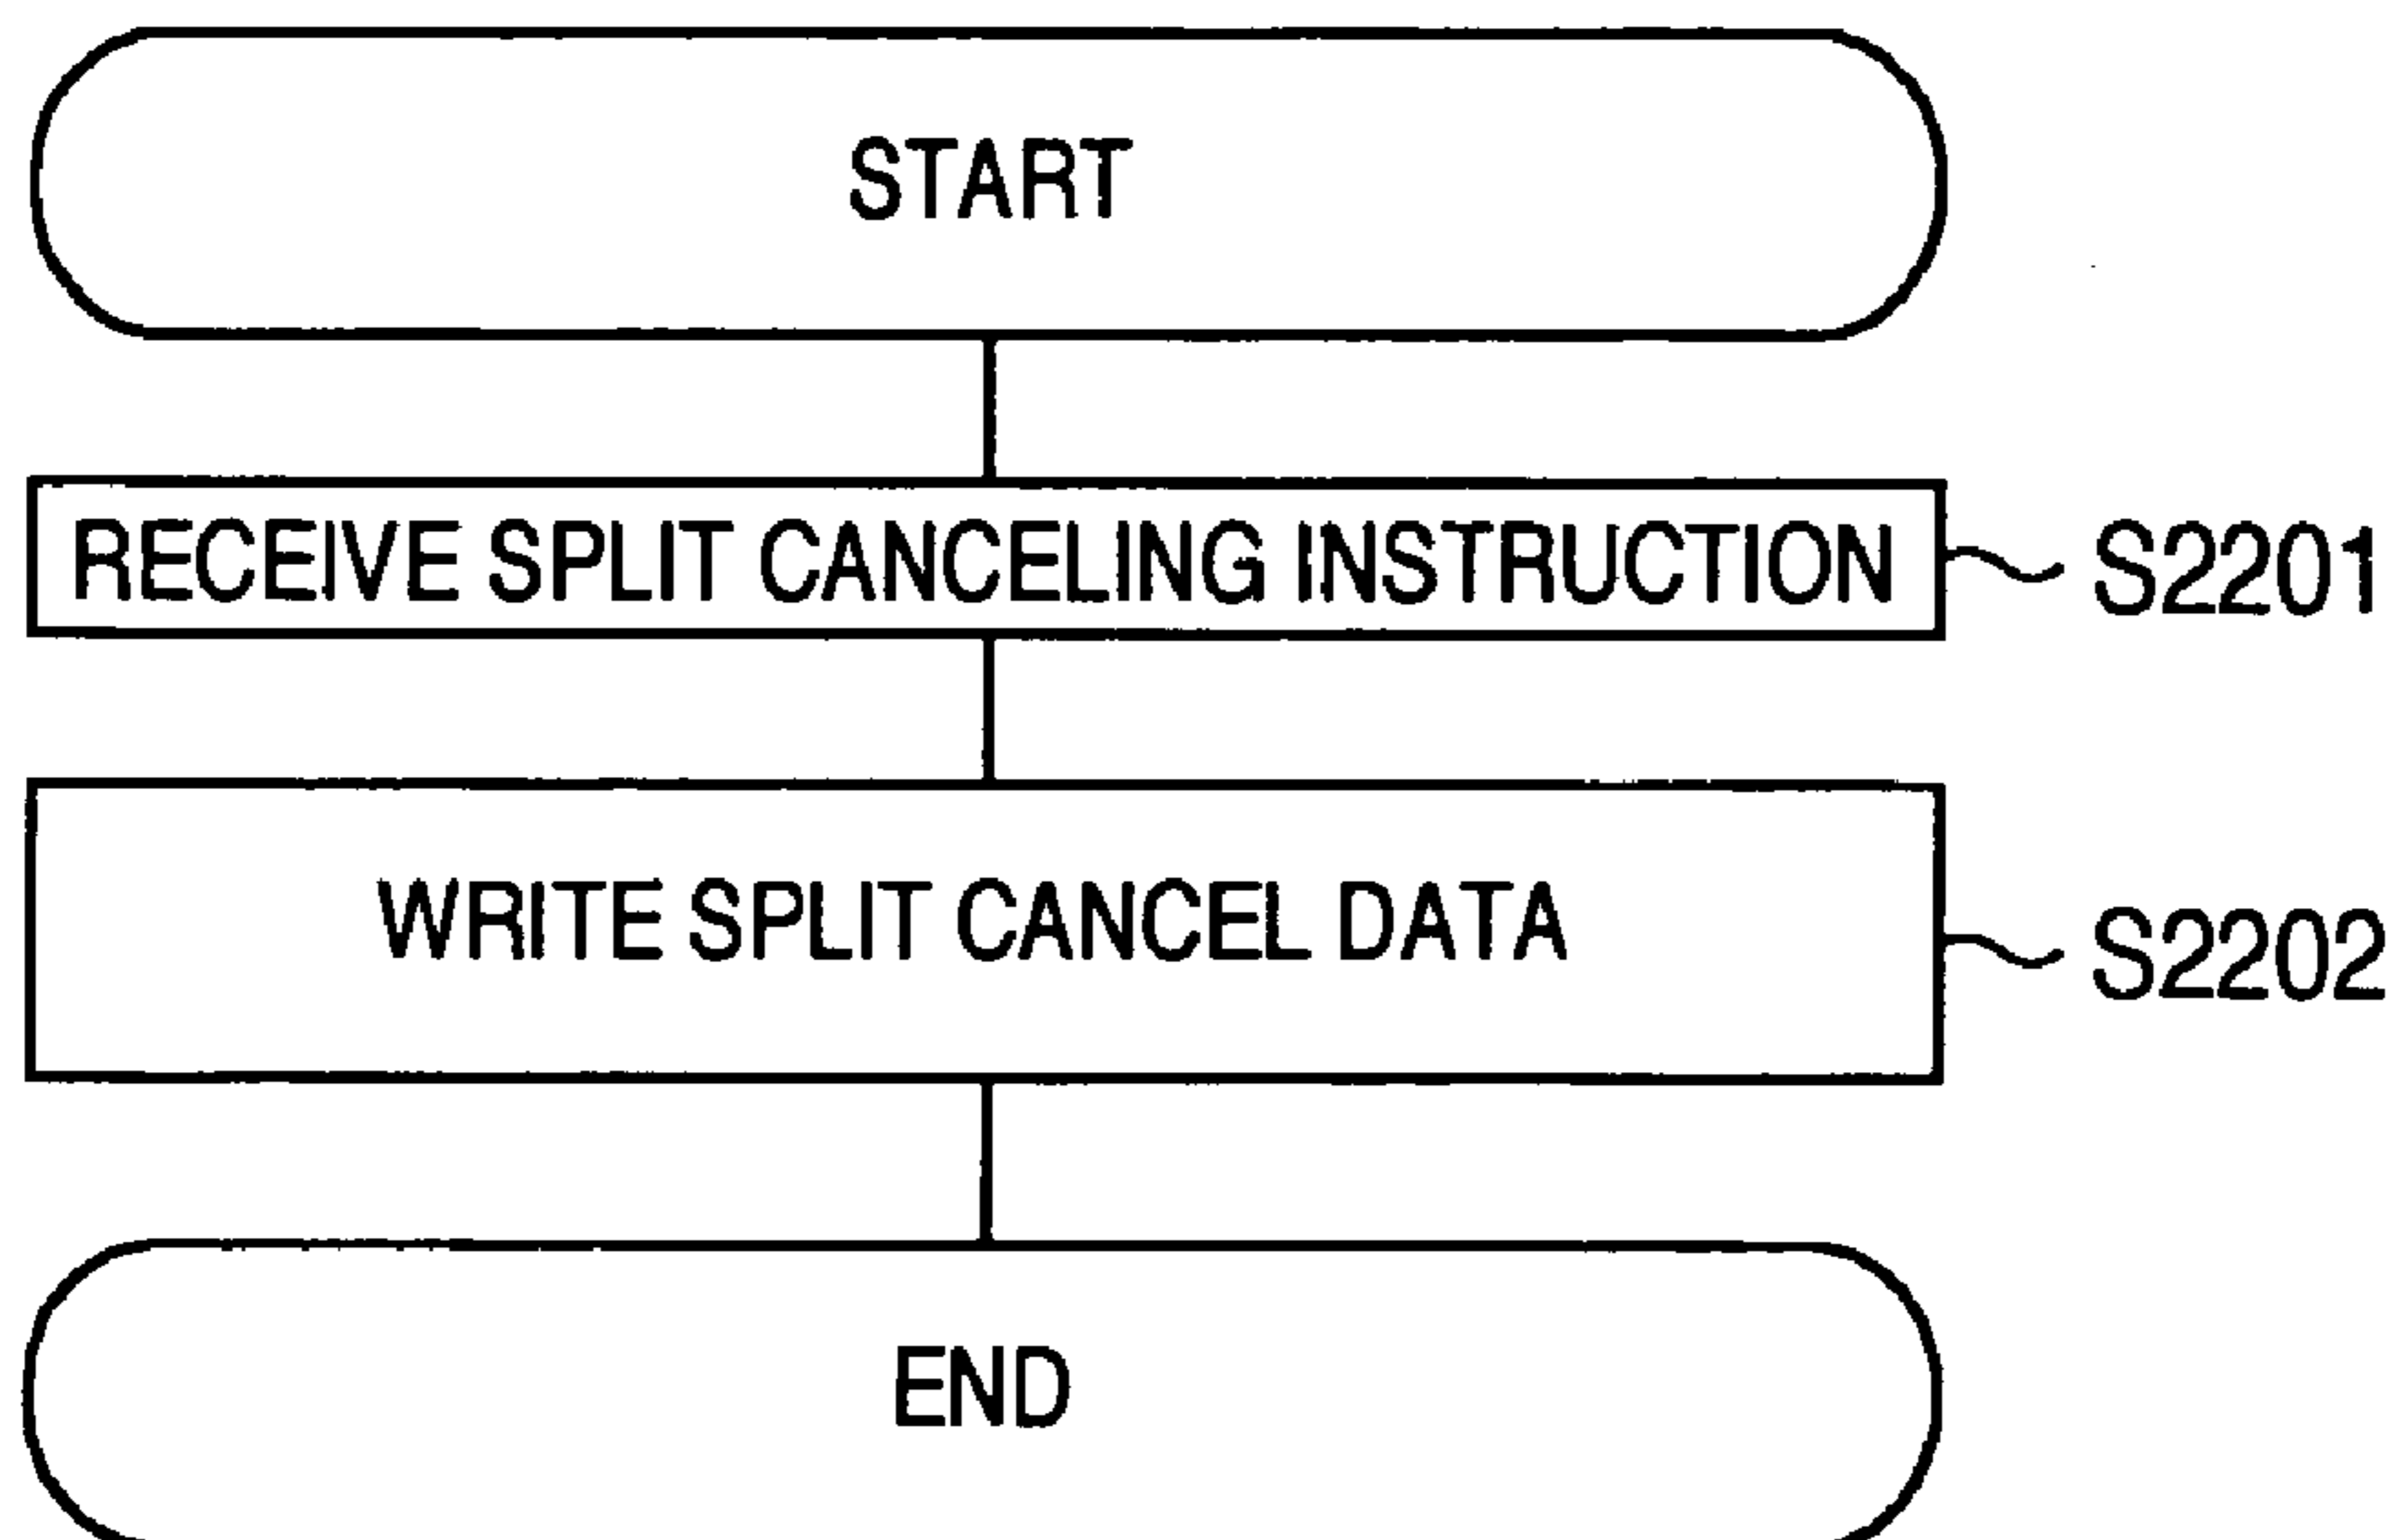 START
RECEIVE SPLIT CANCELING INSTRUCTION
S2201
WRITE SPLIT CANCEL DATA
S2202
END